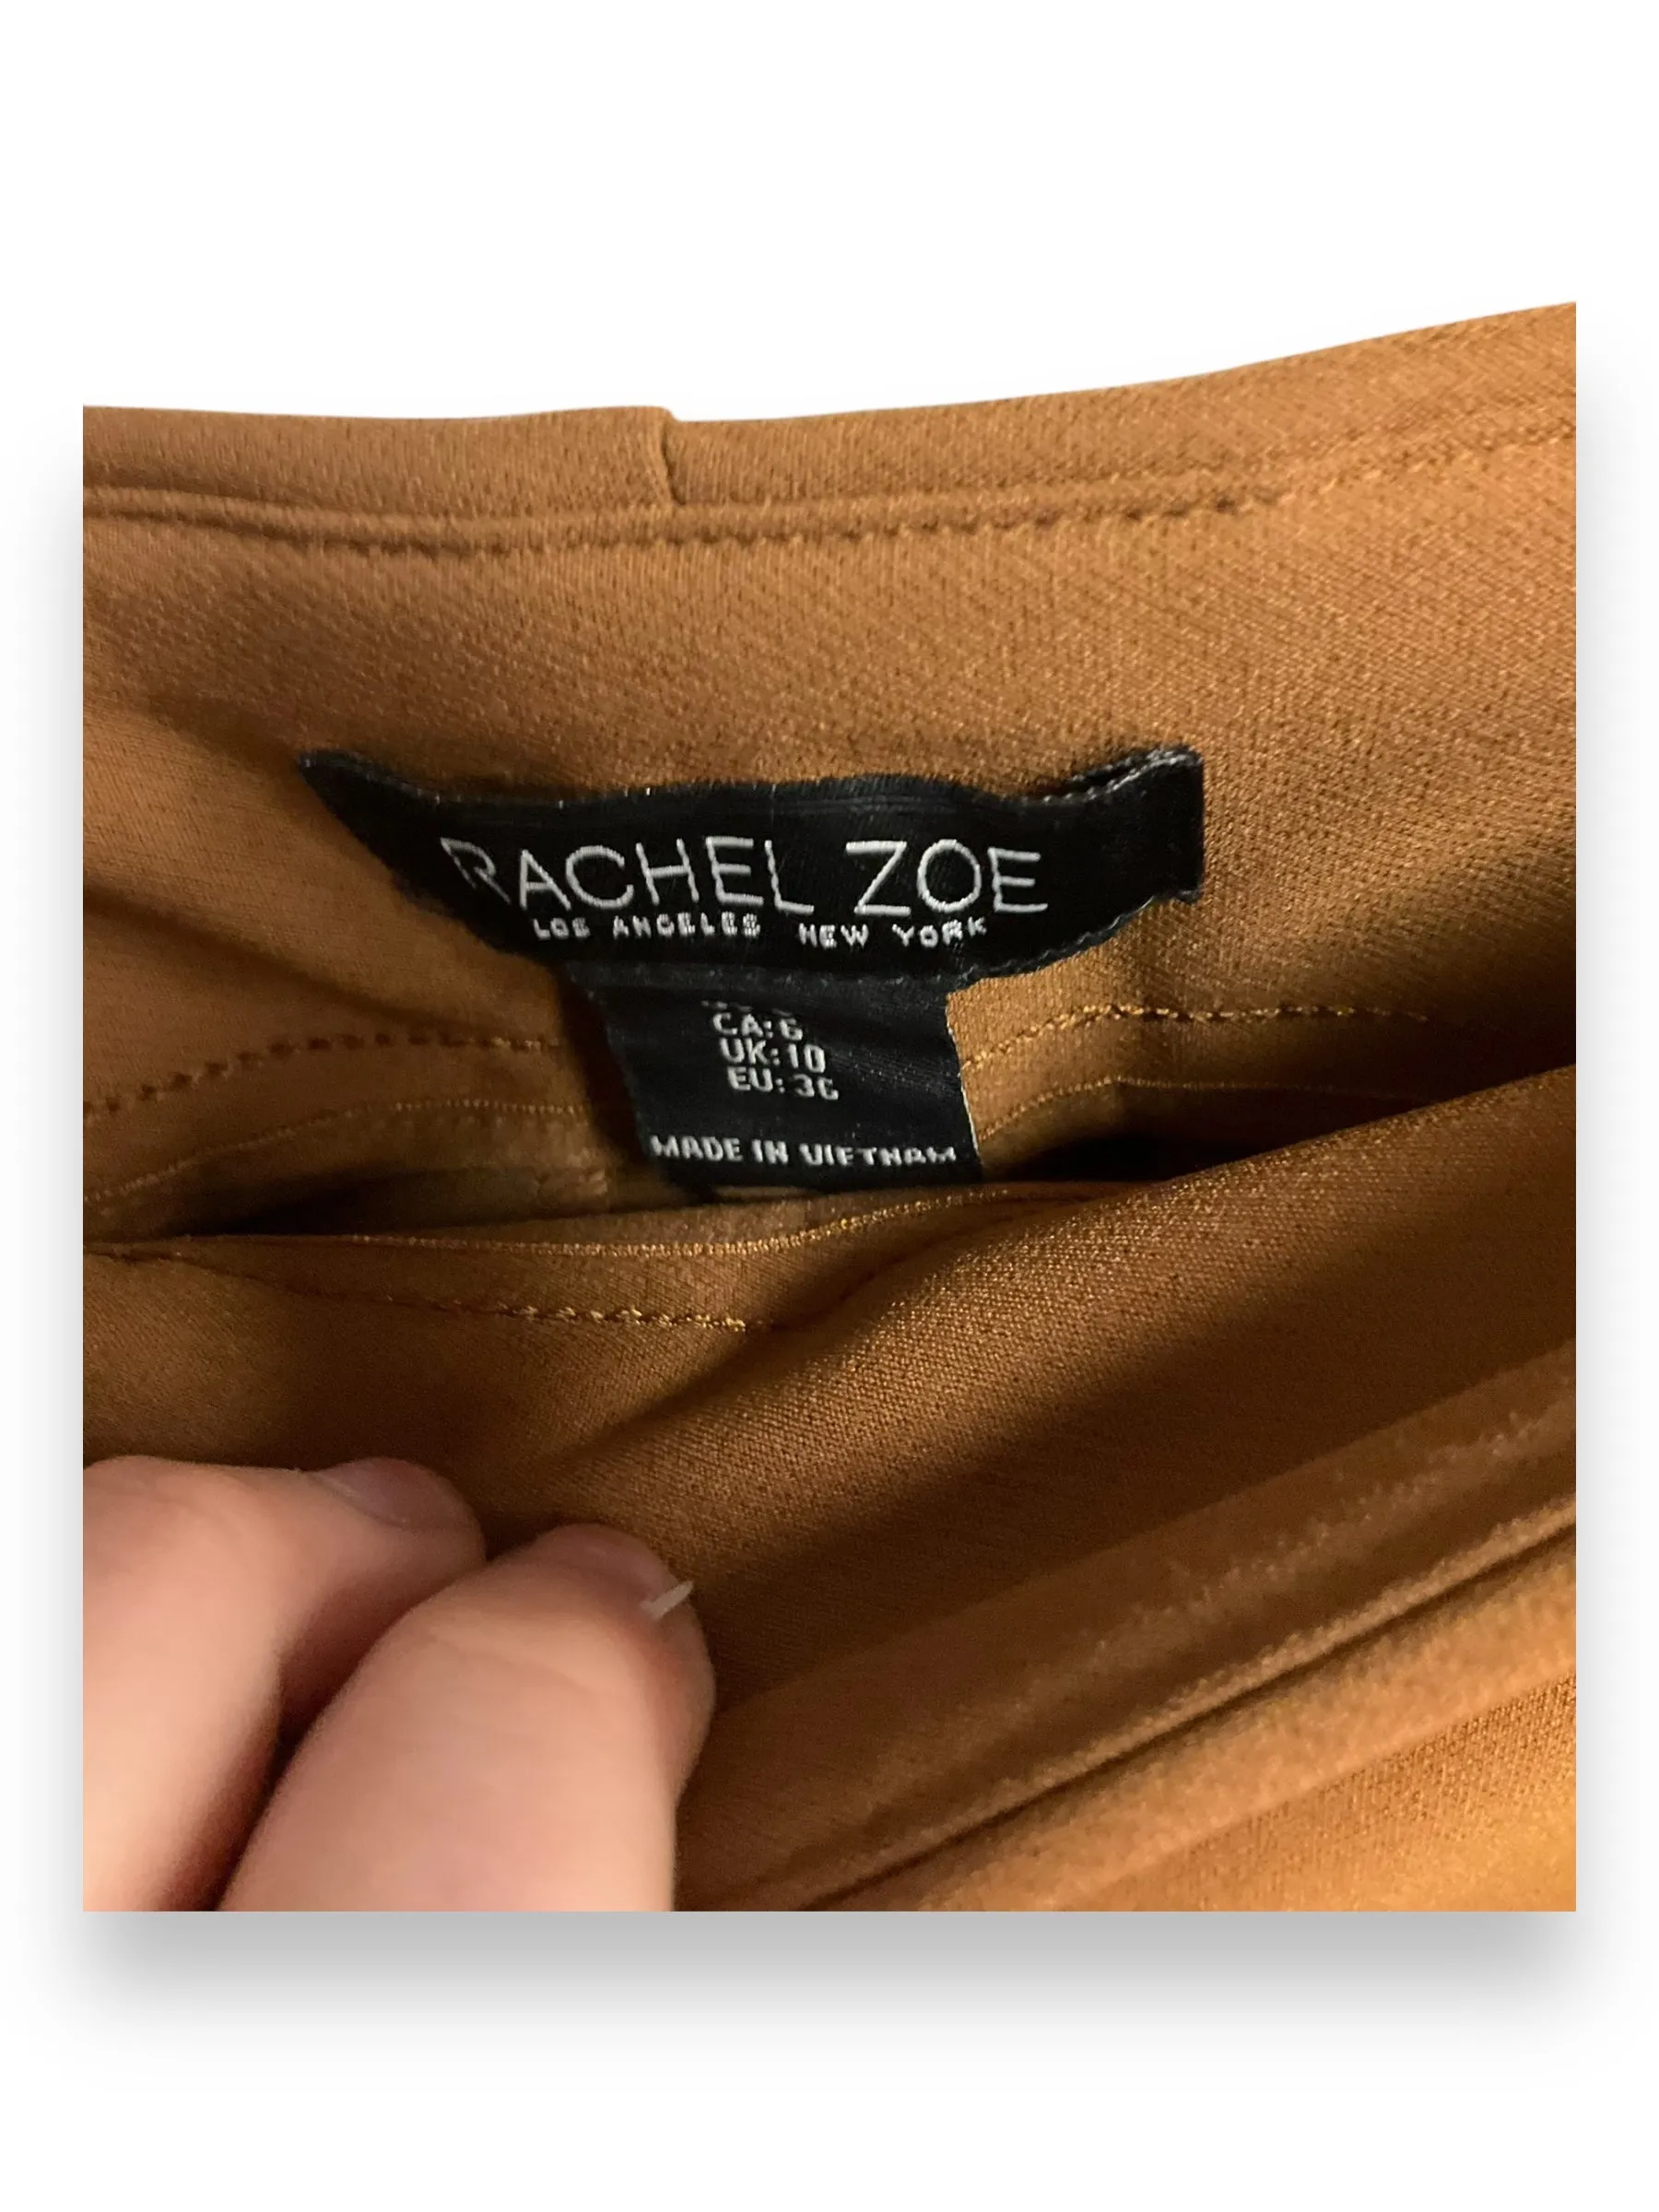 RACHEL ZOE
LOS ANGELES NEW YORK
CA: 6
UK: 10
EU: 36
MADE IN VIETNAM